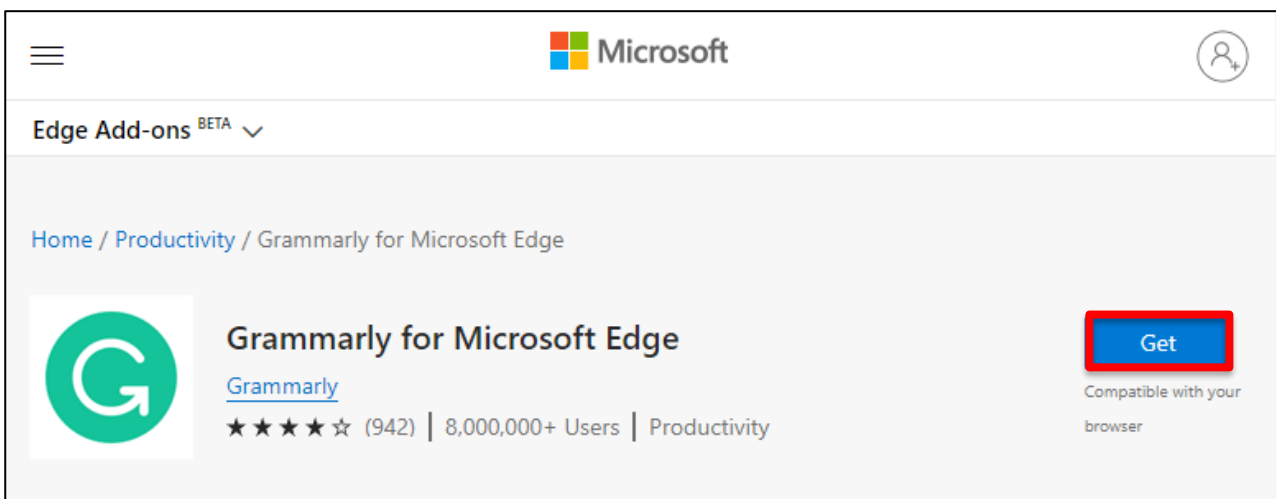 Microsoft
Edge Add-ons BETA
Home / Productivity / Grammarly for Microsoft Edge
Grammarly for Microsoft Edge
Get
Grammarly
Compatible with your
browser
(942) | 8,000,000+ Users | Productivity